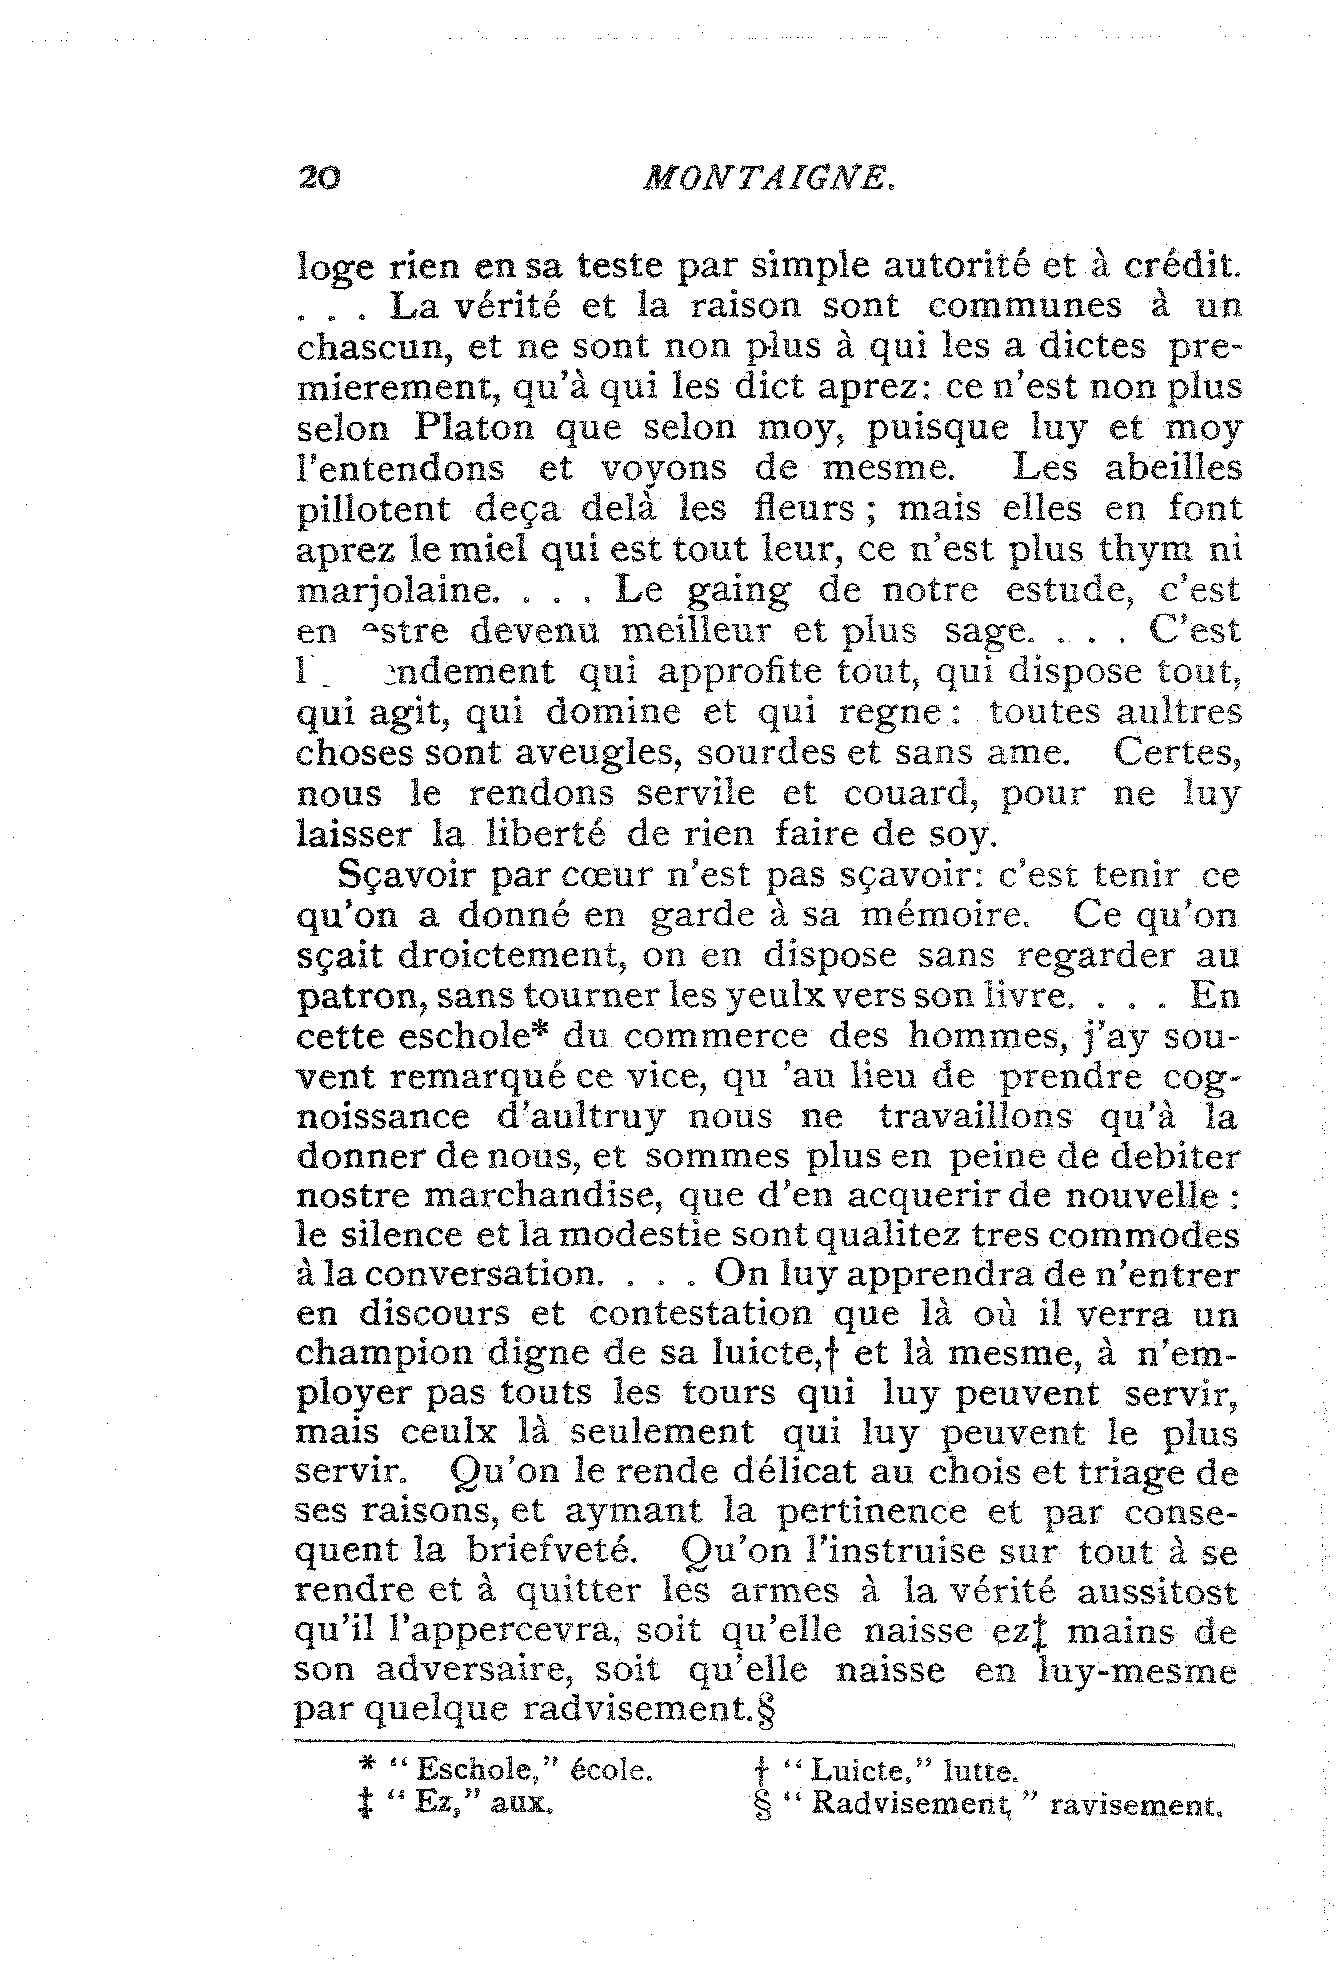 20 MONTAIGNE.
loge rien en sa teste par simple autorité et à crédit.
. . . La vérité et la raison sont communes à un
chascun, et ne sont non plus à qui les a dictes pre-
mierement, qu'à qui les dict aprez: ce n'est non plus
selon Platon que selon moy, puisque luy et moy
l'entendons et voyons de mesme. Les abeilles
pillotent deça delà les fleurs ; mais elles en font
aprez le miel qui est tout leur, ce n'est plus thym ni
marjolaine. . . . Le gaing de notre estude, c'est
en estre devenu meilleur et plus sage. . . . C'est
qui approfite tout, qui dispose tout,
qui agit, qui domine et qui regne : toutes aultres
choses sont aveugles, sourdes et sans ame. Certes,
nous le rendons servile et couard, pour ne luy
laisser la liberté de rien faire de soy.
Sçavoir par cœur n'est pas sçavoir: c'est tenir ce
qu'on a donné en garde à sa mémoire. Ce qu'on
sçait droictement, on en dispose sans regarder au
patron, sans tourner les yeulx vers son livre. . . . En
cette eschole* du commerce des hommes, j'ay sou-
vent remarqué ce vice, qu 'au lieu de prendre cog-
noissance d'aultruy nous ne travaillons qu'à la
donner de nous, et sommes plus en peine de debiter
nostre marchandise, que d'en acquerir de nouvelle :
le silence et la modestie sont qualitez tres commodes
à la conversation. . . . On luy apprendra de n'entrer
en discours et contestation que là où il verra un
champion digne de sa luicte,† et là mesme, à n'em-
ployer pas touts les tours qui luy peuvent servir,
mais ceulx là seulement qui luy peuvent le plus
servir. Qu'on le rende délicat au chois et triage de
ses raisons, et aymant la pertinence et par conse-
quent la briefveté. Qu'on l'instruise sur tout à se
rendre et à quitter les armes à la vérité aussitost
qu'il l'appercevra, soit qu'elle naisse ez‡ mains de
son adversaire, soit qu'elle naisse en luy-mesme
par quelque radvisement.§
* " Eschole," école. † " Luicte," lutte.
‡ " Ez," aux. § " Radvisement, " ravisement.